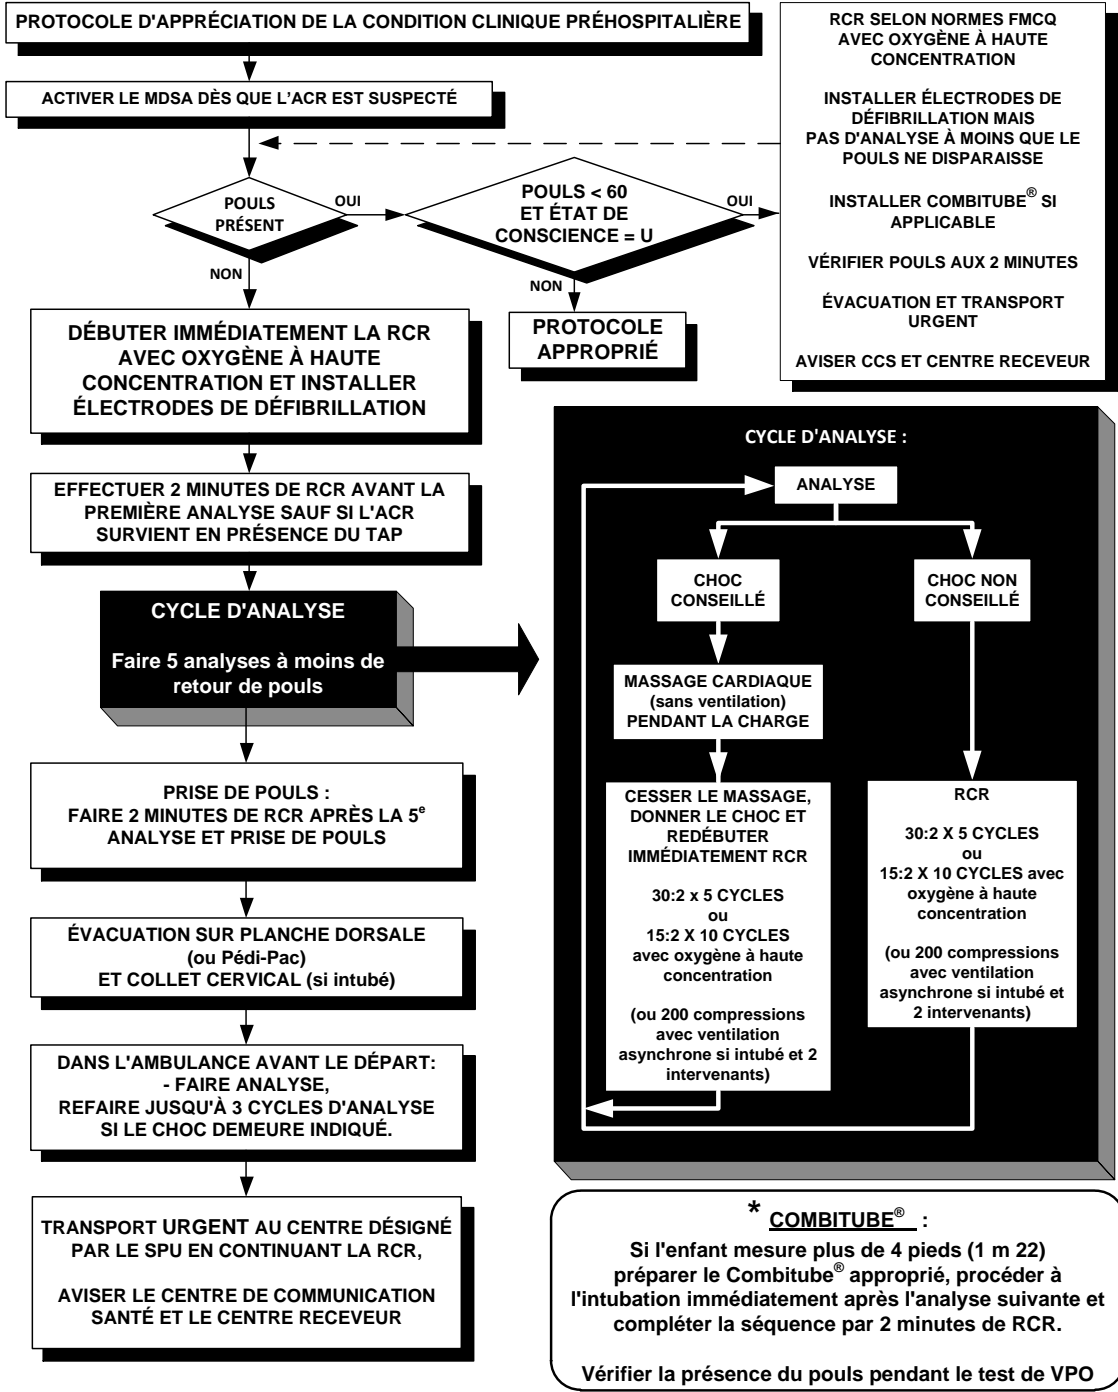 PROTOCOLE D'APPRÉCIATION DE LA CONDITION CLINIQUE PRÉHOSPITALIÈRE
ACTIVER LE MDSA DÈS QUE L'ACR EST SUSPECTÉ
POULS
PRÉSENT
OUI
NON
POULS < 60
ET ÉTAT DE
CONSCIENCE = U
OUI
NON
PROTOCOLE
APPROPRIÉ
RCR SELON NORMES FMCQ
AVEC OXYGÈNE À HAUTE
CONCENTRATION
INSTALLER ÉLECTRODES DE
DÉFIBRILLATION MAIS
PAS D'ANALYSE À MOINS QUE LE
POULS NE DISPARAISSE
INSTALLER COMBITUBE® SI
APPLICABLE
VÉRIFIER POULS AUX 2 MINUTES
ÉVACUATION ET TRANSPORT
URGENT
AVISER CCS ET CENTRE RECEVEUR
DÉBUTER IMMÉDIATEMENT LA RCR
AVEC OXYGÈNE À HAUTE
CONCENTRATION ET INSTALLER
ÉLECTRODES DE DÉFIBRILLATION
EFFECTUER 2 MINUTES DE RCR AVANT LA
PREMIÈRE ANALYSE SAUF SI L'ACR
SURVIENT EN PRÉSENCE DU TAP
CYCLE D'ANALYSE
Faire 5 analyses à moins de
retour de pouls
PRISE DE POULS :
FAIRE 2 MINUTES DE RCR APRÈS LA 5e
ANALYSE ET PRISE DE POULS
ÉVACUATION SUR PLANCHE DORSALE
(ou Pédi-Pac)
ET COLLET CERVICAL (si intubé)
DANS L'AMBULANCE AVANT LE DÉPART:
- FAIRE ANALYSE,
REFAIRE JUSQU'À 3 CYCLES D'ANALYSE
SI LE CHOC DEMEURE INDIQUÉ.
TRANSPORT URGENT AU CENTRE DÉSIGNÉ
PAR LE SPU EN CONTINUANT LA RCR,
AVISER LE CENTRE DE COMMUNICATION
SANTÉ ET LE CENTRE RECEVEUR
CYCLE D'ANALYSE :
ANALYSE
CHOC
CONSEILLÉ
MASSAGE CARDIAQUE
(sans ventilation)
PENDANT LA CHARGE
CESSER LE MASSAGE,
DONNER LE CHOC ET
REDÉBUTER
IMMÉDIATEMENT RCR
30:2 x 5 CYCLES
ou
15:2 X 10 CYCLES
avec oxygène à haute
concentration
(ou 200 compressions
avec ventilation
asynchrone si intubé et 2
intervenants)
CHOC NON
CONSEILLÉ
RCR
30:2 X 5 CYCLES
ou
15:2 X 10 CYCLES avec
oxygène à haute
concentration
(ou 200 compressions
avec ventilation
asynchrone si intubé et
2 intervenants)
* COMBITUBE® :
Si l'enfant mesure plus de 4 pieds (1 m 22)
préparer le Combitube® approprié, procéder à
l'intubation immédiatement après l'analyse suivante et
compléter la séquence par 2 minutes de RCR.
Vérifier la présence du pouls pendant le test de VPO